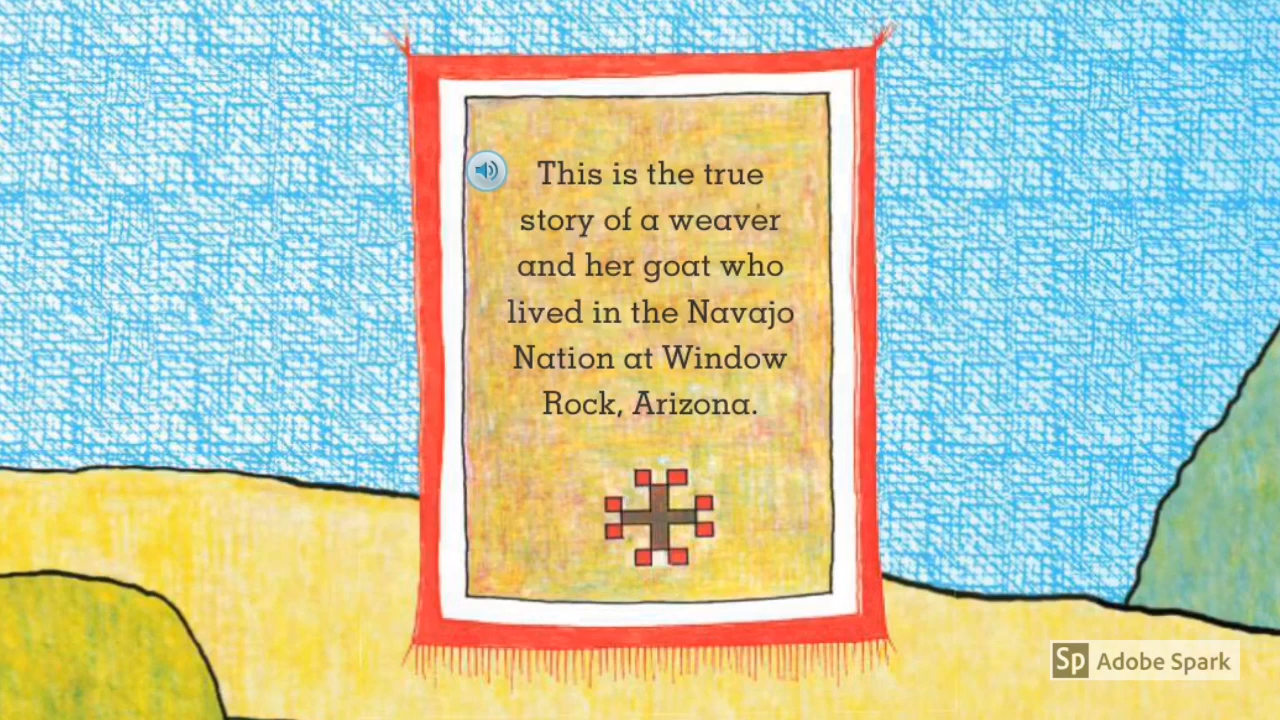 This is the true
story of a weaver
and her goat who
lived in the Navajo
Nation at Window
Rock, Arizona.
Sp Adobe Spark